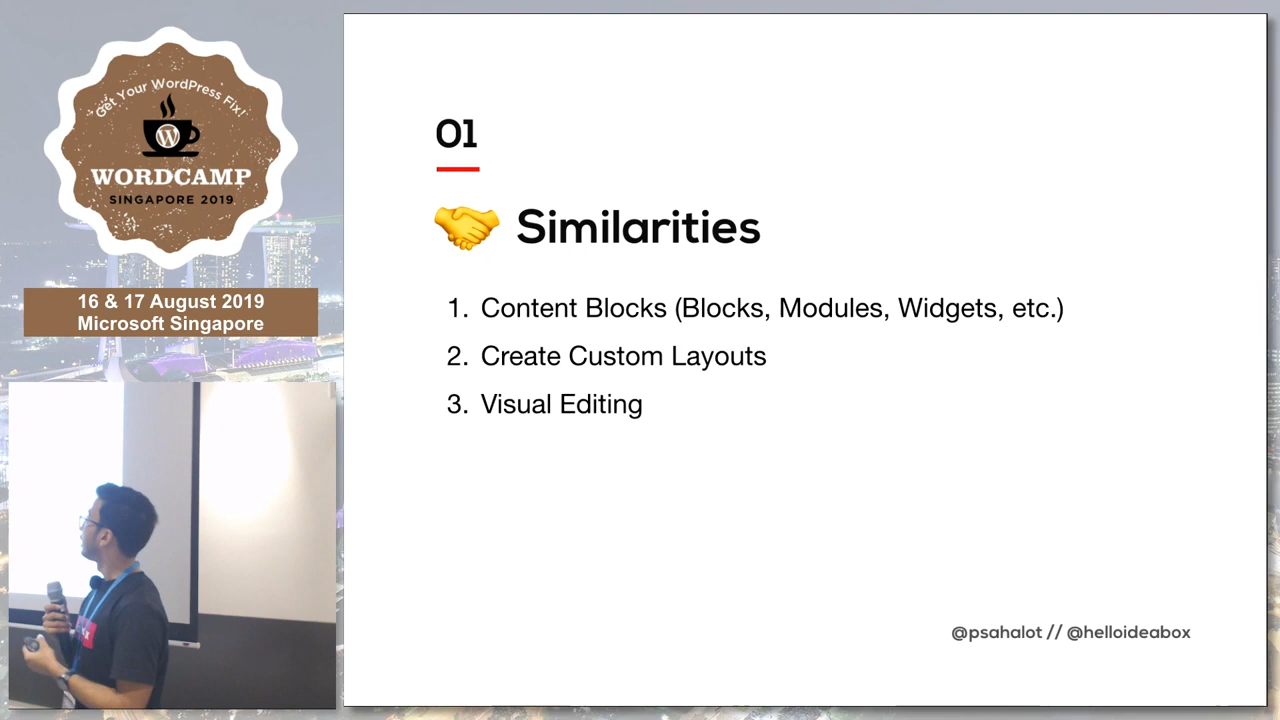 Get Your WordPress Fix!
WORDCAMP
SINGAPORE 2019
16 & 17 August 2019
Microsoft Singapore
01
Similarities
1. Content Blocks (Blocks, Modules, Widgets, etc.)
2. Create Custom Layouts
3. Visual Editing
@psahalot // @helloideabox